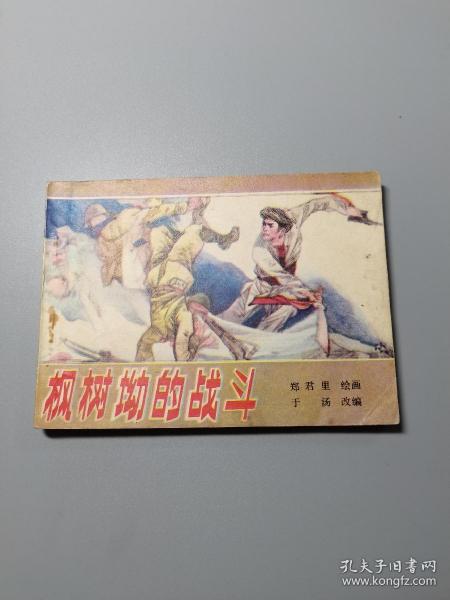 枫树坳的战斗
郑君里 绘画
于汤 改编
孔夫子旧书网
www.kongfz.com